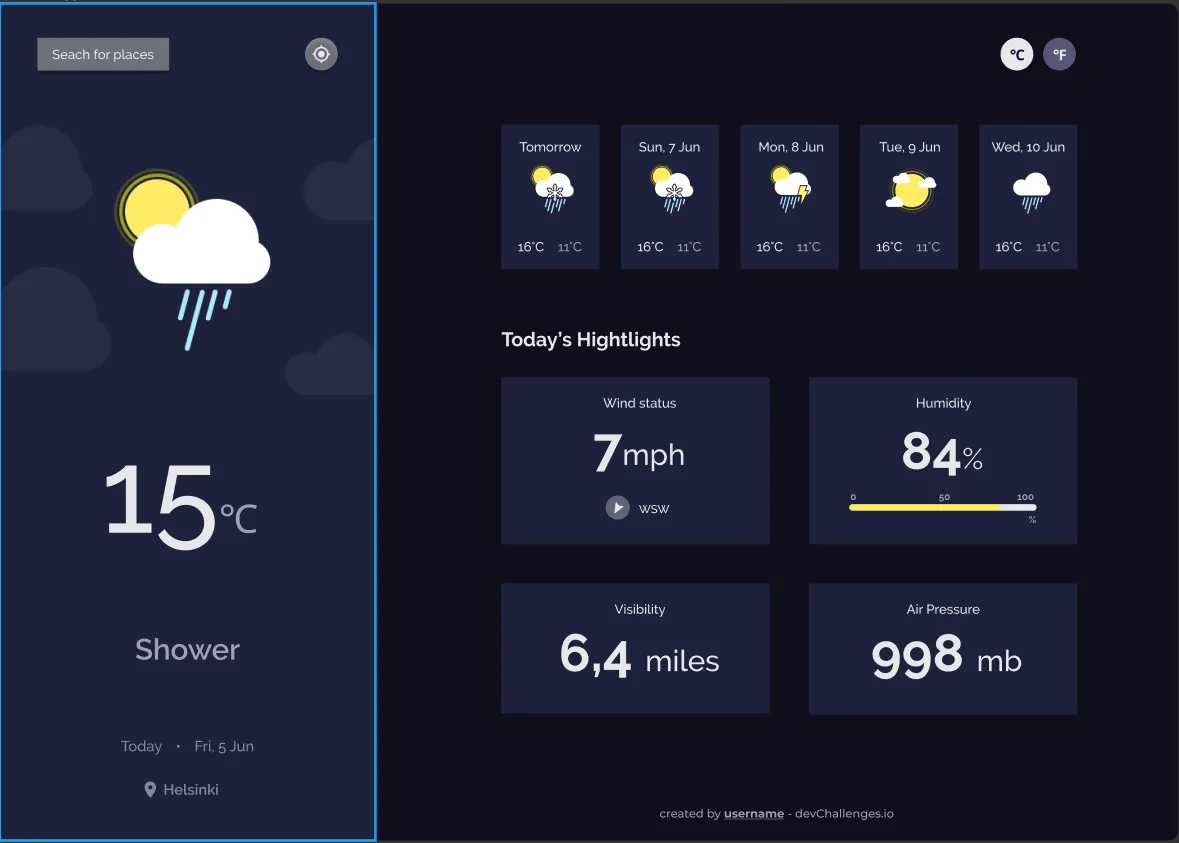 Seach for places
15°C
Shower
Today • Fri, 5 Jun
Helsinki
°C °F
Tomorrow
16°C 11°C
Sun, 7 Jun
16°C 11°C
Mon, 8 Jun
16°C 11°C
Tue, 9 Jun
16°C 11°C
Wed, 10 Jun
16°C 11°C
Today's Hightlights
Wind status
7mph
WSW
Humidity
84%
0 50 100
%
Visibility
6,4 miles
Air Pressure
998 mb
created by username - devChallenges.io